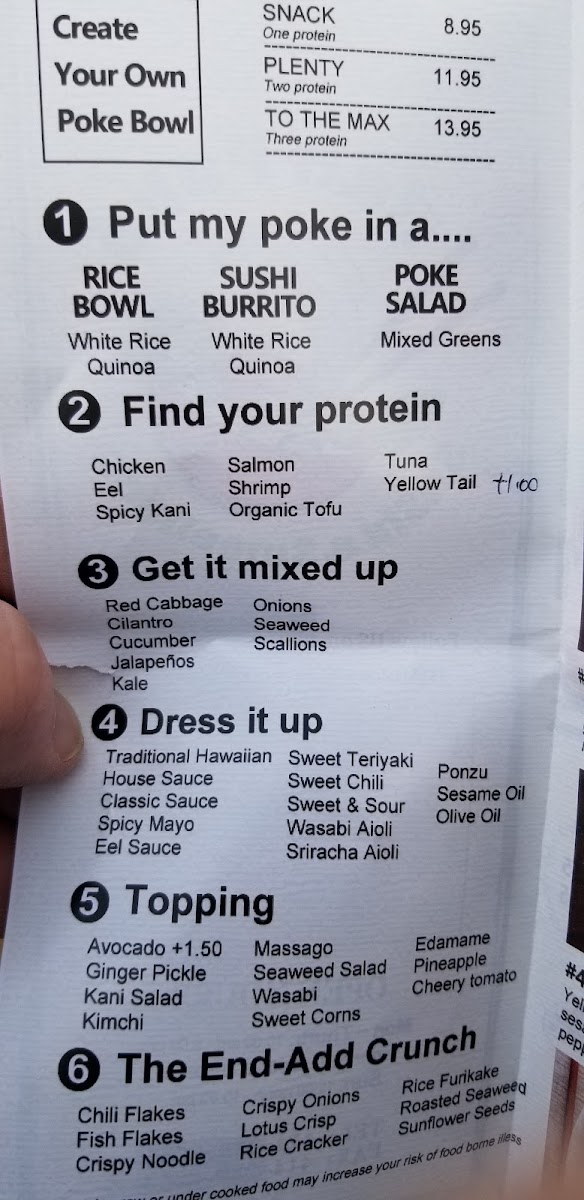 Create
Your Own
Poke Bowl
SNACK 8.95
One protein
PLENTY 11.95
Two protein
TO THE MAX 13.95
Three protein
1 Put my poke in a....
RICE BOWL
White Rice
Quinoa
SUSHI BURRITO
White Rice
Quinoa
POKE SALAD
Mixed Greens
2 Find your protein
Chicken
Eel
Spicy Kani
Salmon
Shrimp
Organic Tofu
Tuna
Yellow Tail +1.00
3 Get it mixed up
Red Cabbage
Cilantro
Cucumber
Jalapeños
Kale
Onions
Seaweed
Scallions
4 Dress it up
Traditional Hawaiian
House Sauce
Classic Sauce
Spicy Mayo
Eel Sauce
Sweet Teriyaki
Sweet Chili
Sweet & Sour
Wasabi Aioli
Sriracha Aioli
Ponzu
Sesame Oil
Olive Oil
5 Topping
Avocado +1.50
Ginger Pickle
Kani Salad
Kimchi
Massago
Seaweed Salad
Wasabi
Sweet Corns
Edamame
Pineapple
Cheery tomato
6 The End-Add Crunch
Chili Flakes
Fish Flakes
Crispy Noodle
Crispy Onions
Lotus Crisp
Rice Cracker
Rice Furikake
Roasted Seaweed
Sunflower Seeds
or under cooked food may increase your risk of food borne illess
#4